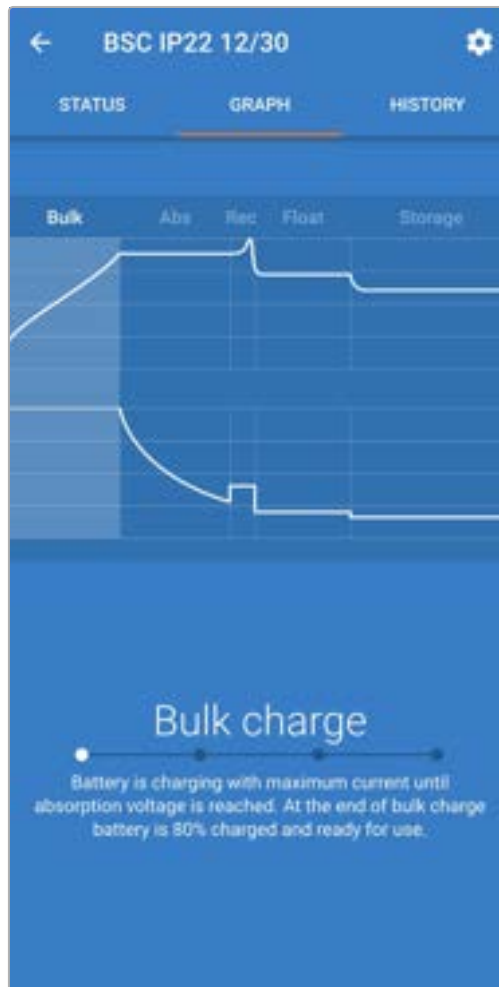 BSC IP22 12/30
STATUS GRAPH HISTORY
Bulk Abs Rec Float Storage
Bulk charge
Battery is charging with maximum current until
absorption voltage is reached. At the end of bulk charge
battery is 80% charged and ready for use.